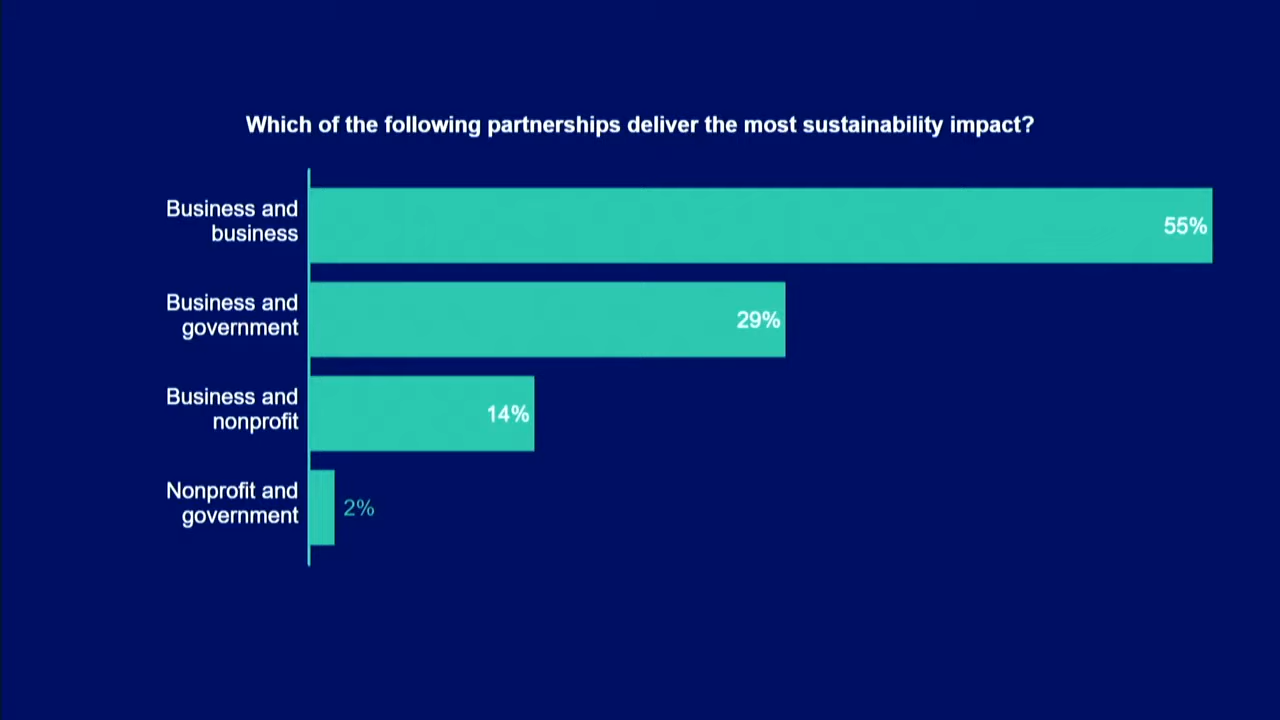 Which of the following partnerships deliver the most sustainability impact?
Business and
business
55%
Business and
government
29%
Business and
nonprofit
14%
Nonprofit and
government
2%